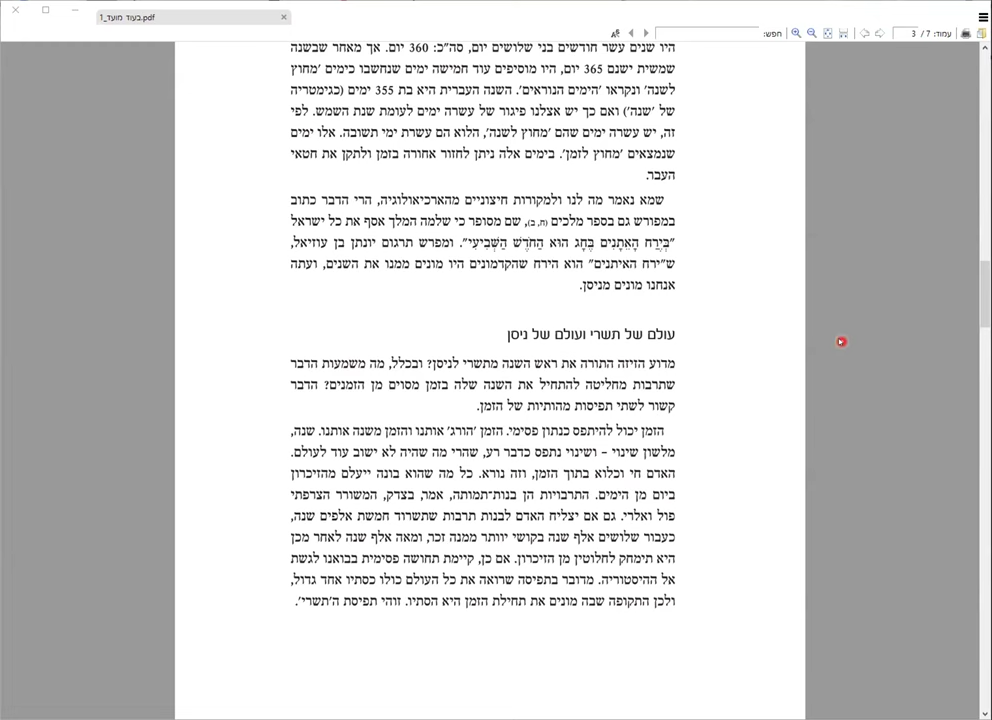 בעוד מועד_1.pdf
עמוד: 7 / 3
חפש:
היו שנים עשר חודשים בני שלושים יום, סה"כ: 360 יום. אך מאחר שבשנה
שמשית ישנם 365 יום, היו מוסיפים עוד חמישה ימים שנחשבו כימים 'מחוץ
לשנה' ונקראו 'הימים הנוראים'. השנה העברית היא בת 355 ימים (כגימטריה
של 'שנה') ואם כך יש אצלנו פיגור של עשרה ימים לעומת שנת השמש. לפי
זה, יש עשרה ימים שהם 'מחוץ לשנה', הלוא הם עשרת ימי תשובה. אלו ימים
שנמצאים 'מחוץ לזמן'. בימים אלה ניתן לחזור אחורה בזמן ולתקן את חטאי
העבר.
שמא נאמר מה לנו ולמקורות חיצוניים מהארכיאולוגיה, הרי הדבר כתוב
במפורש גם בספר מלכים (ח, ב), שם מסופר כי שלמה המלך אסף את כל ישראל
"בְּיֶרַח הָאֵתָנִים בֶּחָג הוּא הַחֹדֶשׁ הַשְּׁבִיעִי". ומפרש תרגום יונתן בן עוזיאל,
ש"ירח האיתנים" הוא הירח שהקדמונים היו מונים ממנו את השנים, ועתה
אנחנו מונים מניסן.
עולם של תשרי ועולם של ניסן
מדוע הזיזה התורה את ראש השנה מתשרי לניסן? ובכלל, מה משמעות הדבר
שתרבות מחליטה להתחיל את השנה שלה בזמן מסוים מן הזמנים? הדבר
קשור לשתי תפיסות מהותיות של הזמן.
הזמן יכול להיתפס כנתון פסימי. הזמן 'הורג' אותנו והזמן משנה אותנו. שנה,
מלשון שינוי – ושינוי נתפס כדבר רע, שהרי מה שהיה לא ישוב עוד לעולם.
האדם חי וכלוא בתוך הזמן, וזה נורא. כל מה שהוא בונה ייעלם מהזיכרון
ביום מן הימים. התרבויות הן בנות־תמותה, אמר, בצדק, המשורר הצרפתי
פול ואלרי. גם אם יצליח האדם לבנות תרבות שתשרוד חמשת אלפים שנה,
כעבור שלושים אלף שנה בקושי יוותר ממנה זכר, ומאה אלף שנה לאחר מכן
היא תימחק לחלוטין מן הזיכרון. אם כן, קיימת תחושה פסימית בבואנו לגשת
אל ההיסטוריה. מדובר בתפיסה שרואה את כל העולם כולו כסתיו אחד גדול,
ולכן התקופה שבה מונים את תחילת הזמן היא הסתיו. זוהי תפיסת ה'תשרי'.